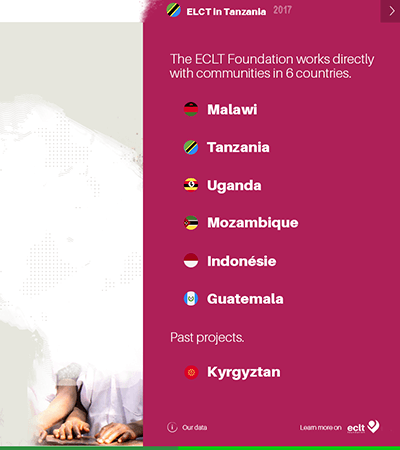 ELCT in Tanzania 2017
The ECLT Foundation works directly
with communities in 6 countries.
Malawi
Tanzania
Uganda
Mozambique
Indonésie
Guatemala
Past projects.
Kyrgyztan
i Our data
Learn more on eclt